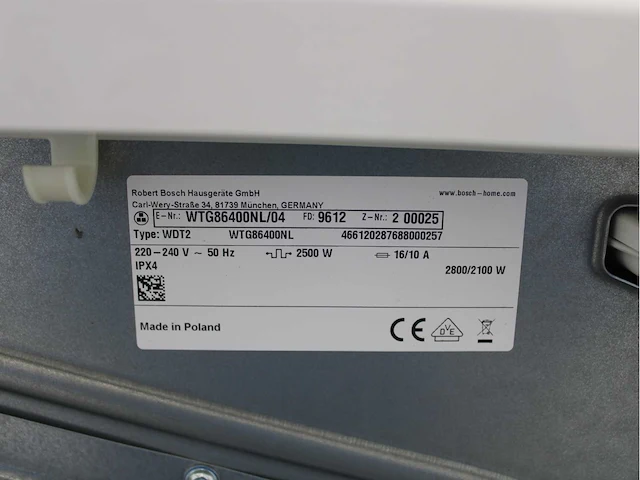 Robert Bosch Hausgeräte GmbH www.bosch-home.com
Carl-Wery-Straße 34, 81739 München, GERMANY
E-Nr.: WTG86400NL/04 FD: 9612 Z-Nr.: 2 00025
Type: WDT2 WTG86400NL 466120287688000257
220-240 V ~ 50 Hz 2500 W 16/10 A
IPX4 2800/2100 W
Made in Poland CE VDE